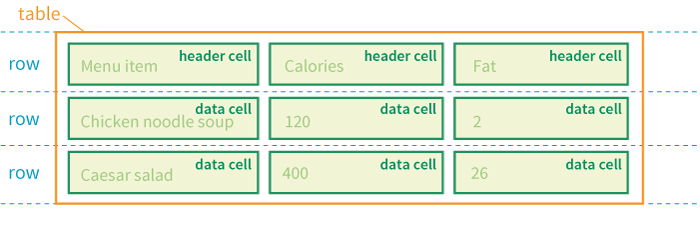 table
row
header cell
header cell
header cell
Menu item
Calories
Fat
row
data cell
data cell
data cell
Chicken noodle soup
120
2
row
data cell
data cell
data cell
Caesar salad
400
26